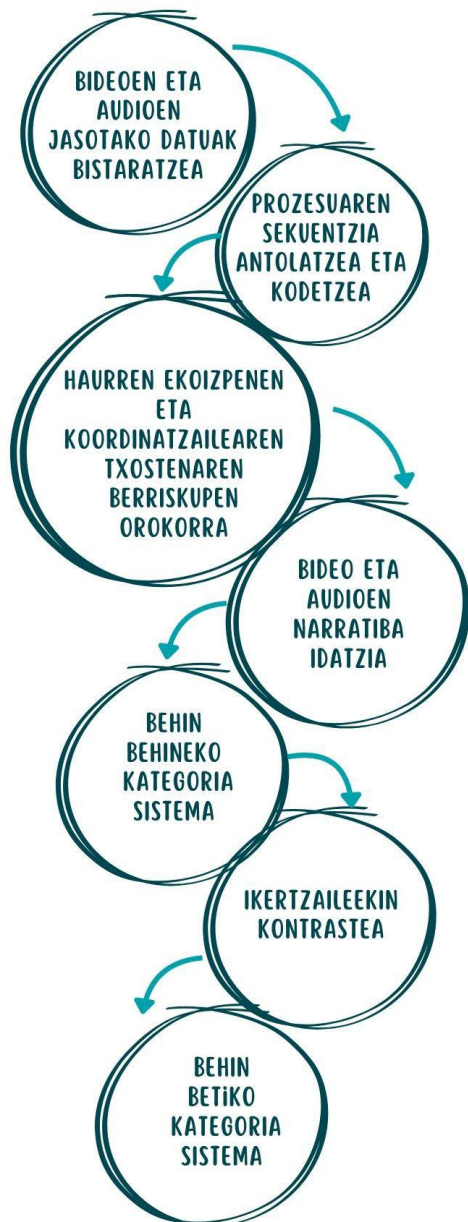 BIDEOEN ETA
AUDIOEN
JASOTAKO DATUAK
BISTARATZEA
PROZESUAREN
SEKUENTZIA
ANTOLATZEA ETA
KODETZEA
HAURREN EKOIZPENEN
ETA
KOORDINATZAILEAREN
TXOSTENAREN
BERRISKUPEN
OROKORRA
BIDEO ETA
AUDIOEN
NARRATIBA
IDATZIA
BEHIN
BEHINEKO
KATEGORIA
SISTEMA
IKERTZAILEEKIN
KONTRASTEA
BEHIN
BETiKO
KATEGORIA
SISTEMA